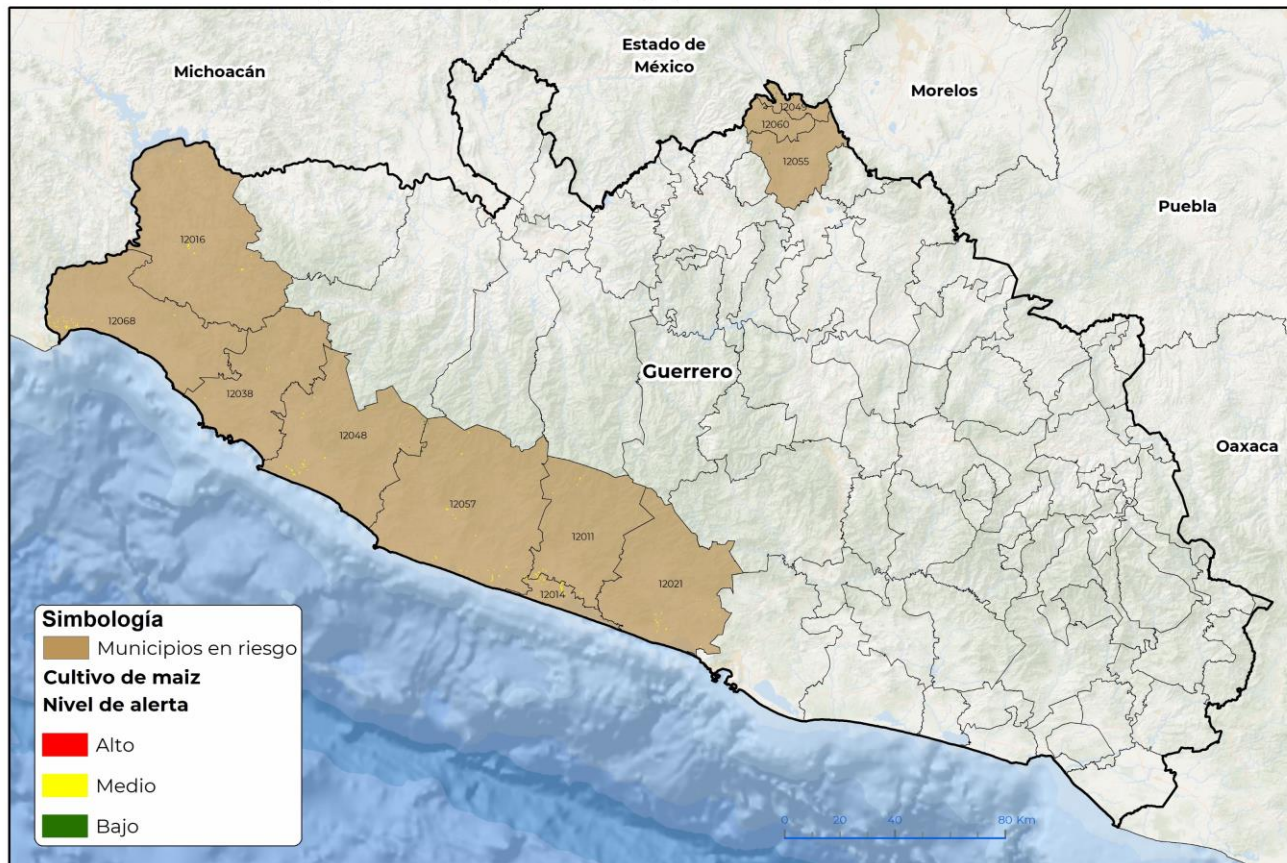 Estado de
México
Michoacán
Morelos
12049
12060
12055
Puebla
12016
12068
Guerrero
12038
12048
Oaxaca
12057
12011
12021
12014
Simbología
Municipios en riesgo
Cultivo de maiz
Nivel de alerta
Alto
Medio
Bajo
0 20 40 80 Km